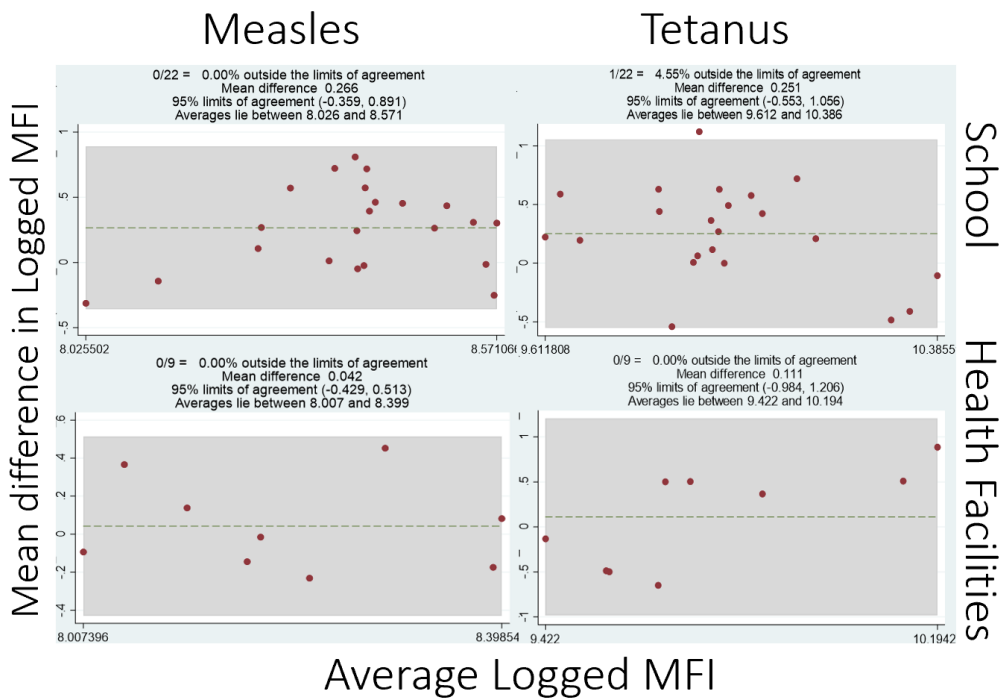 Measles
Tetanus
0/22 = 0.00% outside the limits of agreement
Mean difference 0.266
95% limits of agreement (-0.359, 0.891)
Averages lie between 8.026 and 8.571
1/22 = 4.55% outside the limits of agreement
Mean difference 0.251
95% limits of agreement (-0.553, 1.056)
Averages lie between 9.612 and 10.386
Mean difference in Logged MFI
School
1
.5
0
-.5
8.025502
8.57106
1
.5
0
-.5
9.611808
10.3855
0/9 = 0.00% outside the limits of agreement
Mean difference 0.042
95% limits of agreement (-0.429, 0.513)
Averages lie between 8.007 and 8.399
0/9 = 0.00% outside the limits of agreement
Mean difference 0.111
95% limits of agreement (-0.984, 1.206)
Averages lie between 9.422 and 10.194
Health Facilities
.6
.4
.2
0
-.2
-.4
8.007396
8.39854
1
.5
0
-.5
-1
9.422
10.1942
Average Logged MFI